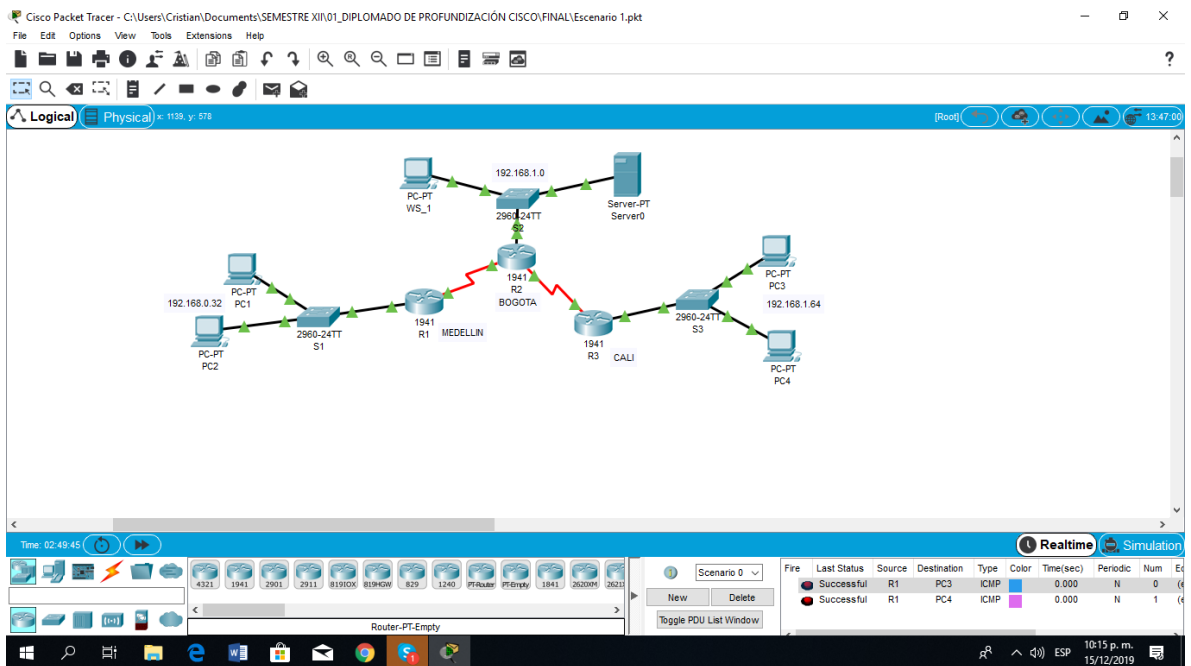 Cisco Packet Tracer - C:\Users\Cristian\Documents\SEMESTRE XII\01_DIPLOMADO DE PROFUNDIZACIÓN CISCO\FINAL\Escenario 1.pkt
File Edit Options View Tools Extensions Help
?
Logical Physical x: 1139, y: 578 [Root] 13:47:00
192.168.1.0
PC-PT
WS_1
2960-24TT
S2
Server-PT
Server0
1941
R2
BOGOTA
PC-PT
PC1
192.168.0.32
PC-PT
PC2
2960-24TT
S1
1941
R1
MEDELLIN
1941
R3
CALI
2960-24TT
S3
PC-PT
PC3
192.168.1.64
PC-PT
PC4
Time: 02:49:45 Realtime Simulation
4321 1941 2901 2911 819IOX 819HGW 829 1240 PT-Router PT-Empty 1841 2620XM 2621
Router-PT-Empty
Scenario 0
New Delete
Toggle PDU List Window
Fire Last Status Source Destination Type Color Time(sec) Periodic Num Ed
Successful R1 PC3 ICMP 0.000 N 0 (e
Successful R1 PC4 ICMP 0.000 N 1 (e
ESP 10:15 p. m.
15/12/2019